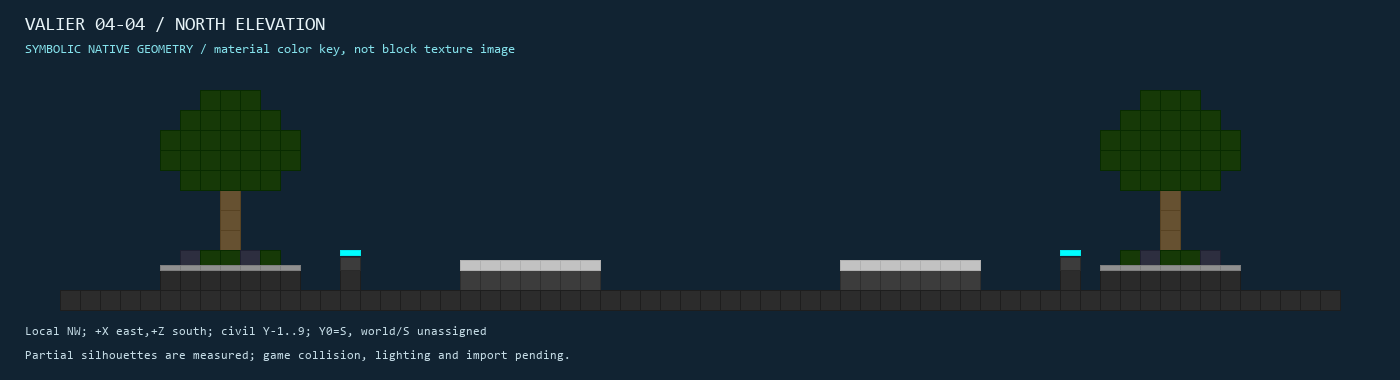 VALIER 04-04 / NORTH ELEVATION
SYMBOLIC NATIVE GEOMETRY / material color key, not block texture image
Local NW; +X east,+Z south; civil Y-1..9; Y0=S, world/S unassigned
Partial silhouettes are measured; game collision, lighting and import pending.